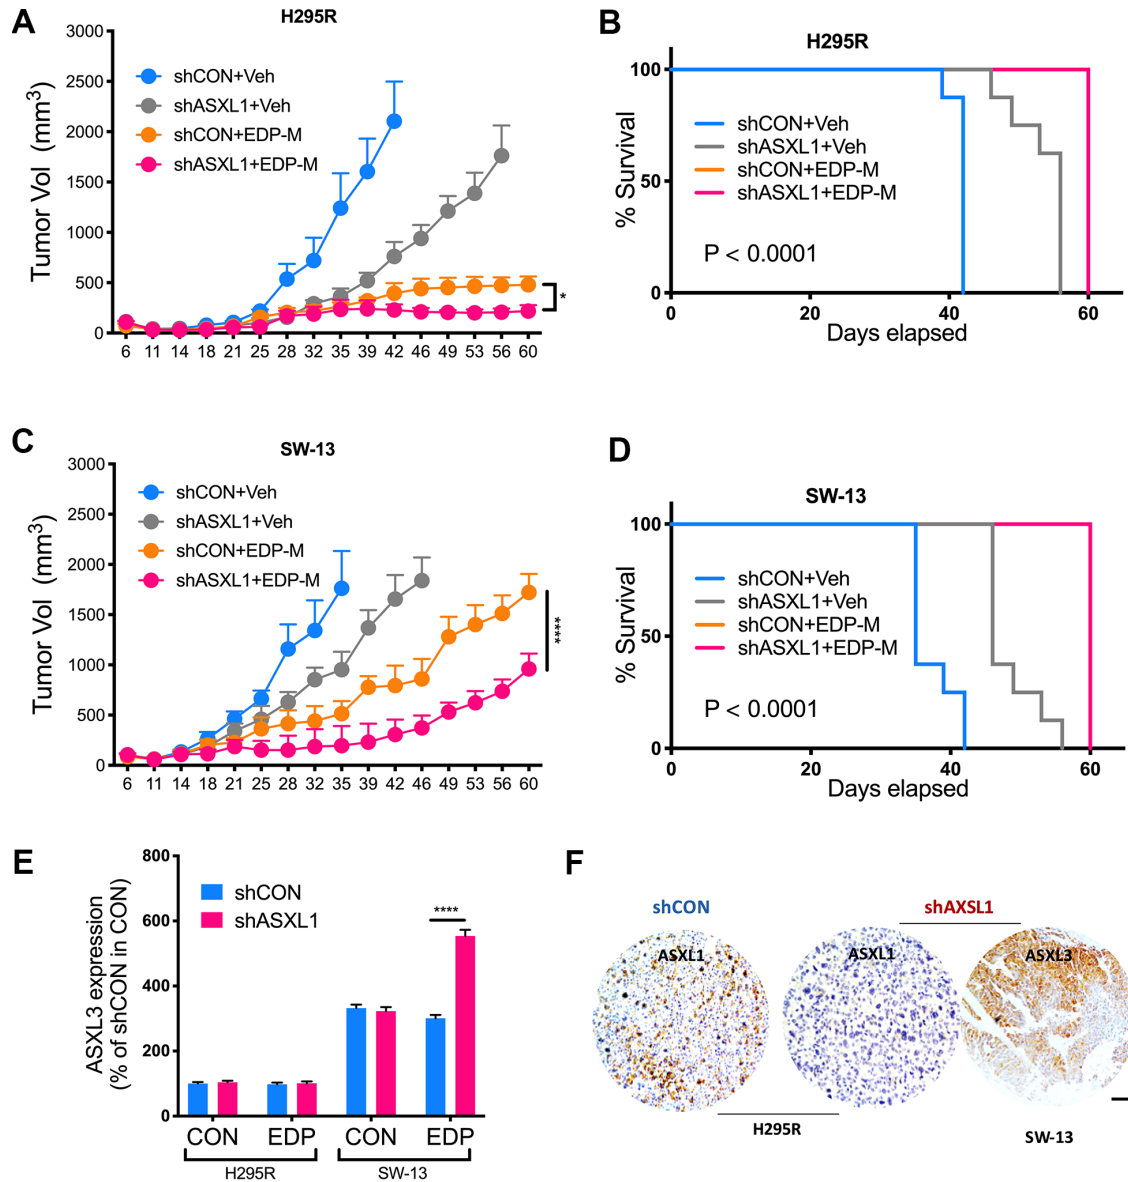 A
H295R
3000
2500
2000
1500
1000
500
0
Tumor Vol (mm3)
shCON+Veh
shASXL1+Veh
shCON+EDP-M
shASXL1+EDP-M
*
6 11 14 18 21 25 28 32 35 39 42 46 49 53 56 60
B
H295R
100
50
0
% Survival
shCON+Veh
shASXL1+Veh
shCON+EDP-M
shASXL1+EDP-M
P < 0.0001
0 20 40 60
Days elapsed
C
SW-13
3000
2500
2000
1500
1000
500
0
Tumor Vol (mm3)
shCON+Veh
shASXL1+Veh
shCON+EDP-M
shASXL1+EDP-M
****
6 11 14 18 21 25 28 32 35 39 42 46 49 53 56 60
D
SW-13
100
50
0
% Survival
shCON+Veh
shASXL1+Veh
shCON+EDP-M
shASXL1+EDP-M
P < 0.0001
0 20 40 60
Days elapsed
E
800
600
400
200
0
ASXL3 expression
(% of shCON in CON)
shCON
shASXL1
****
CON EDP CON EDP
H295R SW-13
F
shCON shAXSL1
ASXL1 ASXL1 ASXL3
H295R
SW-13